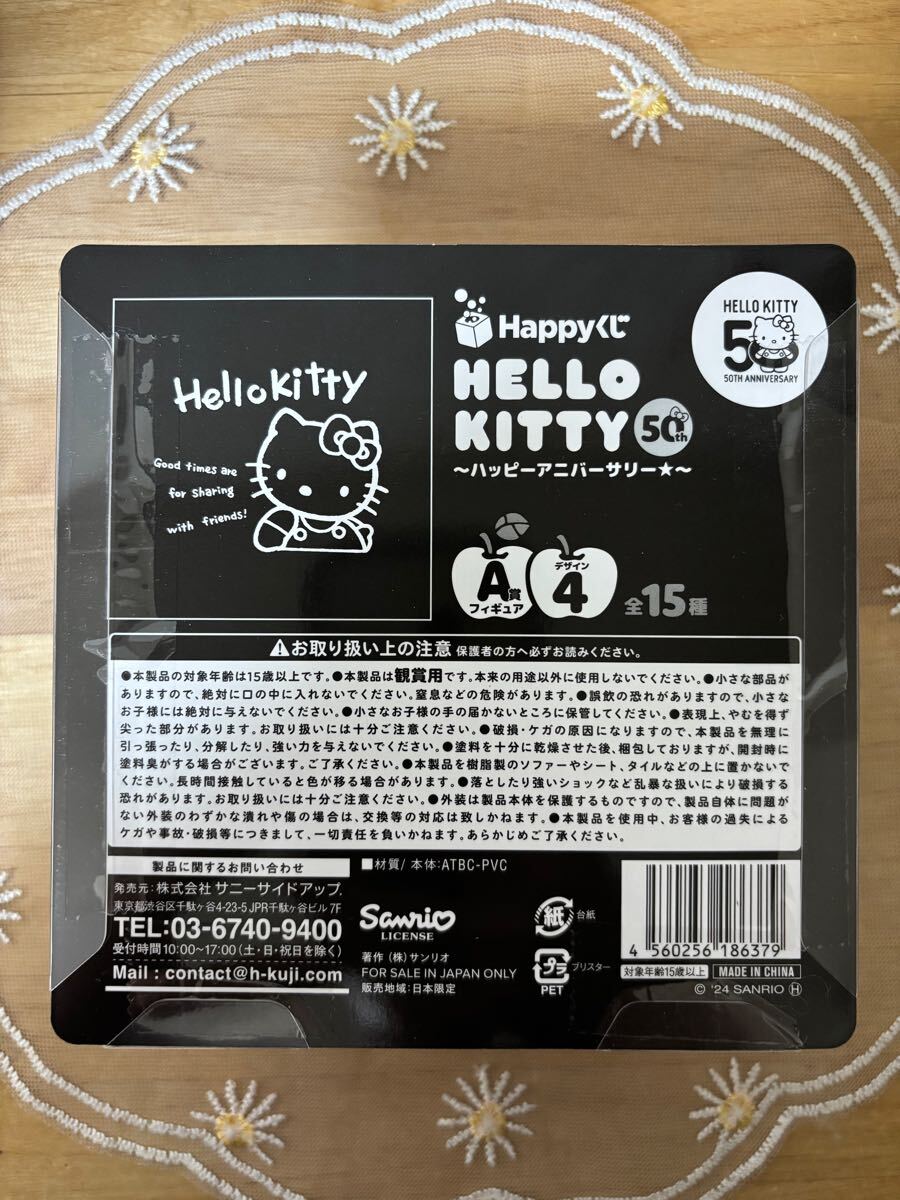 Hello Kitty
Good times are
for sharing
with friends!
Happyくじ
HELLO
KITTY 50th
～ハッピーアニバーサリー★～
HELLO KITTY
50
50TH ANNIVERSARY
A賞
フィギュア
デザイン
4
全15種
⚠お取り扱い上の注意 保護者の方へ必ずお読みください。
●本製品の対象年齢は15歳以上です。●本製品は観賞用です。本来の用途以外に使用しないでください。●小さな部品が
ありますので、絶対に口の中に入れないでください。窒息などの危険があります。●誤飲の恐れがありますので、小さな
お子様には絶対に与えないでください。●小さなお子様の手の届かないところに保管してください。●表現上、やむを得ず
尖った部分があります。お取り扱いには十分ご注意ください。●破損・ケガの原因になりますので、本製品を無理に
引っ張ったり、分解したり、強い力を与えないでください。●塗料を十分に乾燥させた後、梱包しておりますが、開封時に
塗料臭がする場合がございます。ご了承ください。●本製品を樹脂製のソファーやシート、タイルなどの上に置かないで
ください。長時間接触していると色が移る場合があります。●落としたり強いショックなど乱暴な扱いにより破損する
恐れがあります。お取り扱いには十分ご注意ください。●外装は製品本体を保護するものですので、製品自体に問題が
ない外装のわずかな潰れや傷の場合は、交換等の対応は致しかねます。●本製品を使用中、お客様の過失による
ケガや事故・破損等につきまして、一切責任を負いかねます。あらかじめご了承ください。
製品に関するお問い合わせ
発売元:株式会社サニーサイドアップ
東京都渋谷区千駄ヶ谷4-23-5 JPR千駄ヶ谷ビル 7F
TEL:03-6740-9400
受付時間10:00~17:00(土・日・祝日を除く)
Mail : contact@h-kuji.com
■材質/ 本体:ATBC-PVC
Sanrio
LICENSE
著作 (株)サンリオ
FOR SALE IN JAPAN ONLY
販売地域:日本限定
紙
台紙
プラ
ブリスター
PET
4 560256 186379
対象年齢15歳以上
MADE IN CHINA
© '24 SANRIO Ⓗ